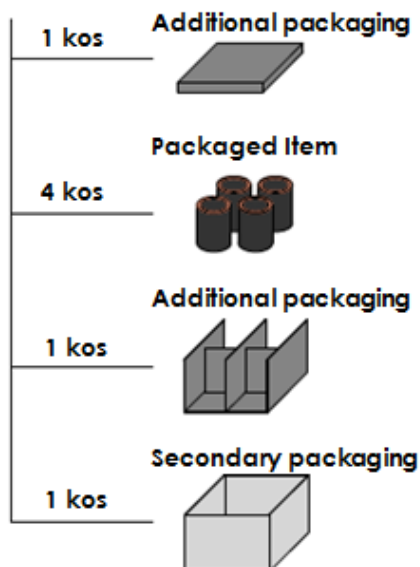 Additional packaging
1 kos
Packaged Item
4 kos
Additional packaging
1 kos
Secondary packaging
1 kos